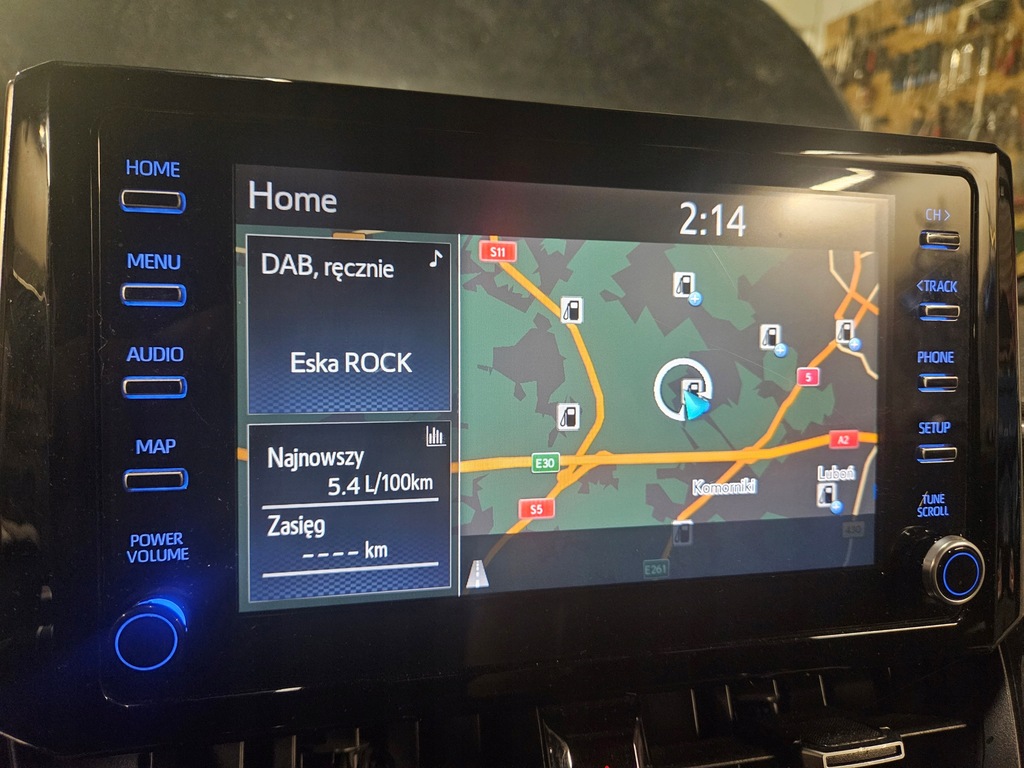 HOME
MENU
AUDIO
MAP
POWER
VOLUME
Home
2:14
DAB, ręcznie
Eska ROCK
Najnowszy
5.4 L/100km
Zasięg
---- km
S11
5
A2
E30
S5
Komorniki
Luboń
430
E261
CH >
< TRACK
PHONE
SETUP
TUNE
SCROLL